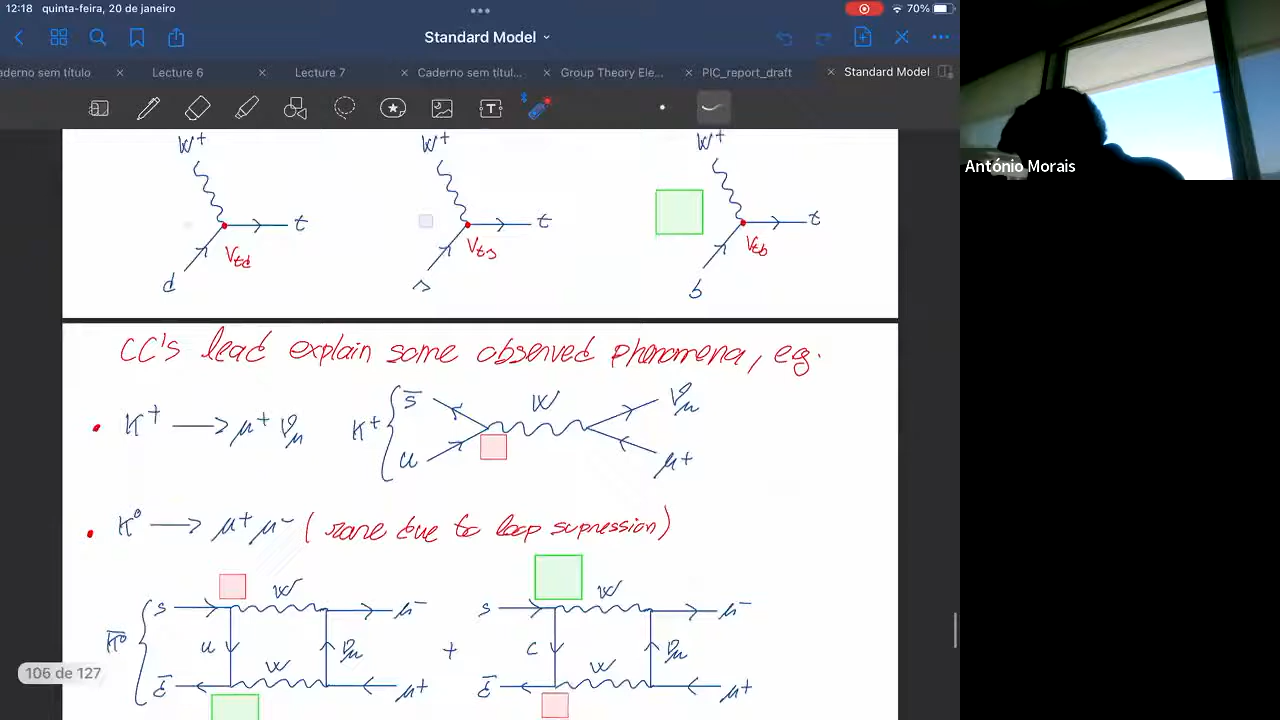 12:18 quinta-feira, 20 de janeiro 70%
Standard Model
aderno sem título Lecture 6 Lecture 7 Caderno sem títul... Group Theory Ele... PIC_report_draft Standard Model
António Morais
W+ W+ W+
t t t
Vtd Vts Vtb
d s b
CC's lead explain some observed phenomena, eg.
• K+ → μ+ νμ K+ { s̄ u W νμ μ+
• K⁰ → μ+ μ- (rare due to loop supression)
K̄⁰ { s W μ- s W μ-
u νμ + c νμ
W W
μ+ μ+
106 de 127